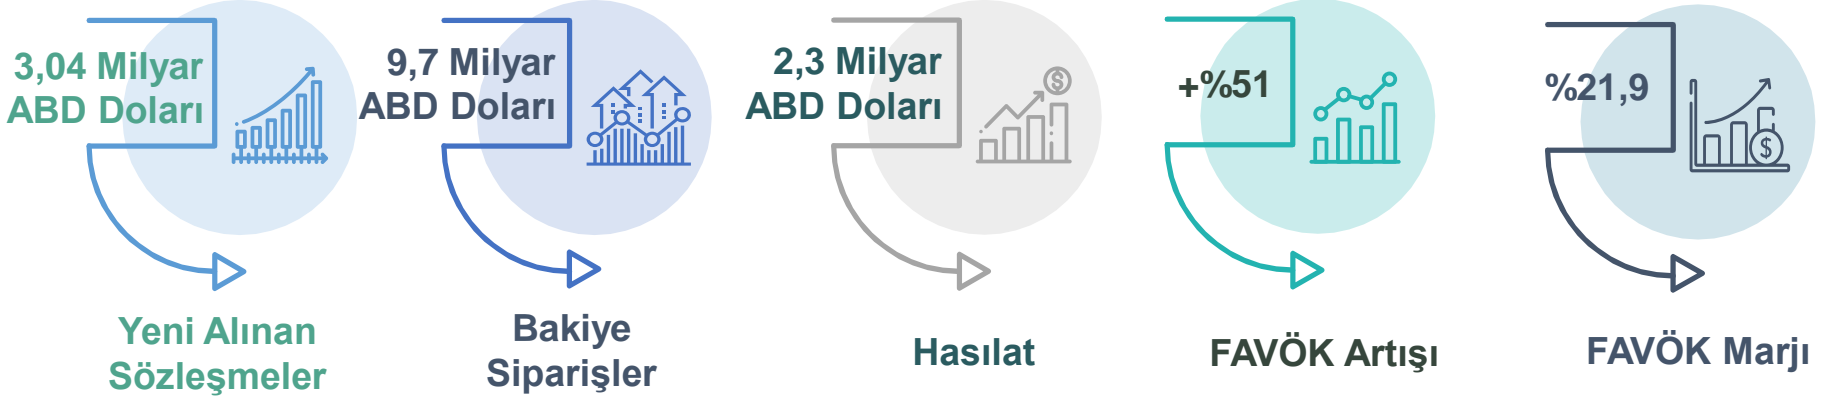 3,04 Milyar
ABD Doları
Yeni Alınan
Sözleşmeler
9,7 Milyar
ABD Doları
Bakiye
Siparişler
2,3 Milyar
ABD Doları
$
Hasılat
+%51
FAVÖK Artışı
%21,9
$
FAVÖK Marjı